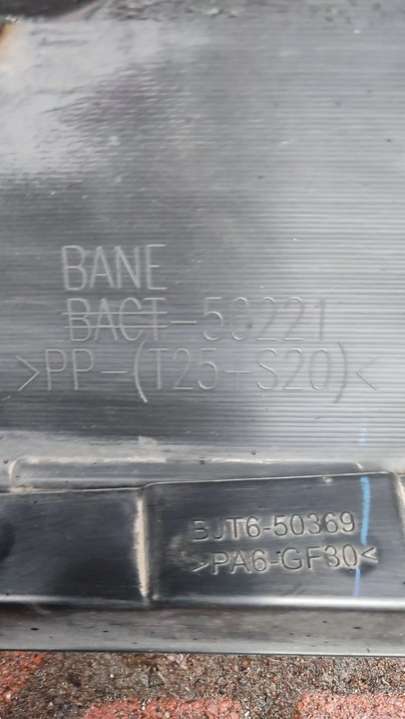 BANE
BACT-50221
>PP-(T25+S20)<
BJT6-50369
>PA6-GF30<